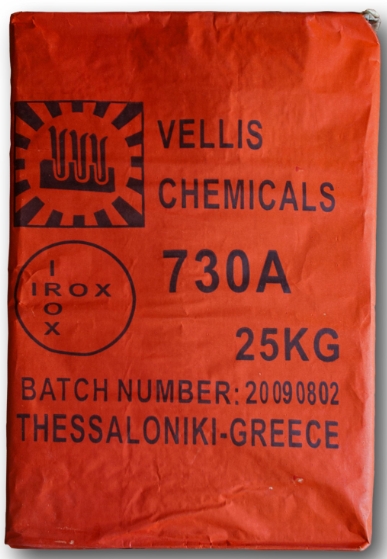 VELLIS
CHEMICALS
730A
IROX
IROX
25KG
BATCH NUMBER: 20090802
THESSALONIKI-GREECE